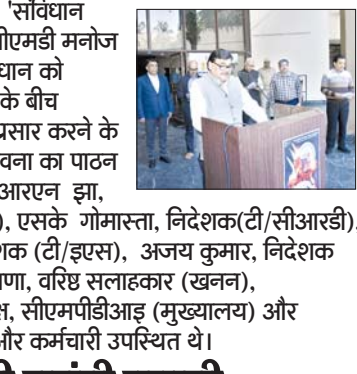 'संविधान
ीएमडी मनोज
धान को
के बीच
प्रसार करने के
वना का पाठन
आरएन झा,
), एसके गोमास्ता, निदेशक(टी/सीआरडी).
शक (टी/इएस), अजय कुमार, निदेशक
णा, वरिष्ठ सलाहकार (खनन),
स, सीएमपीडीआइ (मुख्यालय) और
और कर्मचारी उपस्थित थे।